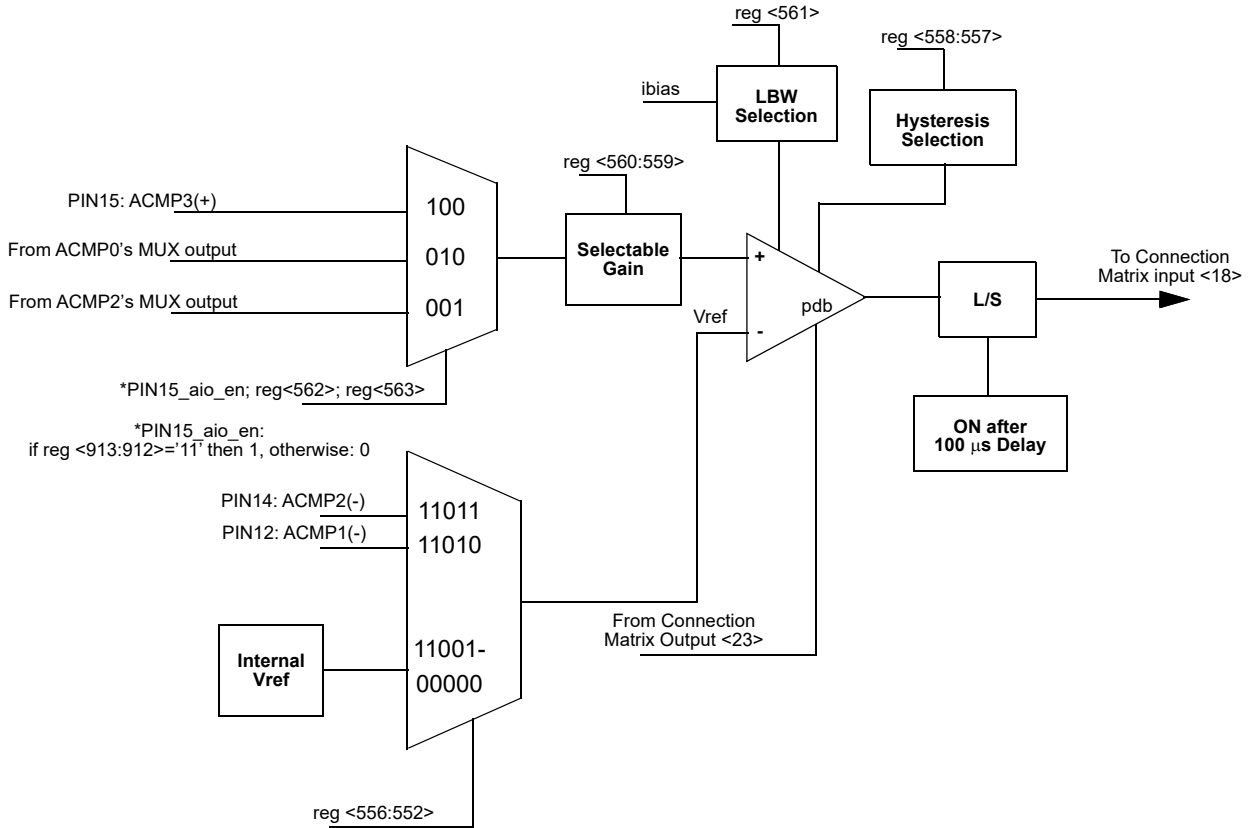 reg <561>
reg <558:557>
ibias
LBW
Selection
Hysteresis
Selection
reg <560:559>
PIN15: ACMP3(+)
100
From ACMP0's MUX output
010
Selectable
Gain
+
To Connection
Matrix input <18>
From ACMP2's MUX output
001
Vref
pdb
-
L/S
*PIN15_aio_en; reg<562>; reg<563>
*PIN15_aio_en:
if reg <913:912>='11' then 1, otherwise: 0
ON after
100 μs Delay
PIN14: ACMP2(-)
11011
PIN12: ACMP1(-)
11010
From Connection
Matrix Output <23>
Internal
Vref
11001-
00000
reg <556:552>